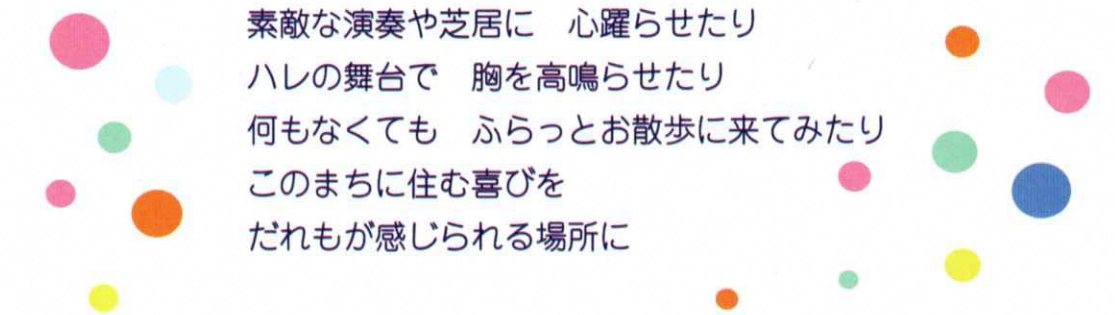 素敵な演奏や芝居に　心躍らせたり
ハレの舞台で　胸を高鳴らせたり
何もなくても　ふらっとお散歩に来てみたり
このまちに住む喜びを
だれもが感じられる場所に